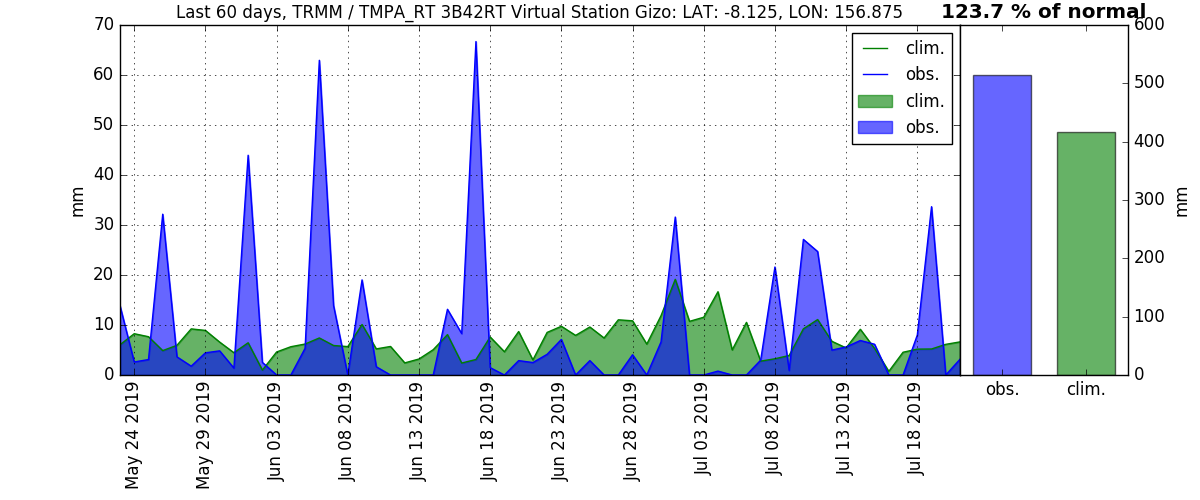 Last 60 days, TRMM / TMPA_RT 3B42RT Virtual Station Gizo: LAT: -8.125, LON: 156.875
123.7 % of normal
70
60
50
40
30
20
10
0
mm
clim.
obs.
clim.
obs.
May 24 2019
May 29 2019
Jun 03 2019
Jun 08 2019
Jun 13 2019
Jun 18 2019
Jun 23 2019
Jun 28 2019
Jul 03 2019
Jul 08 2019
Jul 13 2019
Jul 18 2019
600
500
400
300
200
100
0
mm
obs.
clim.